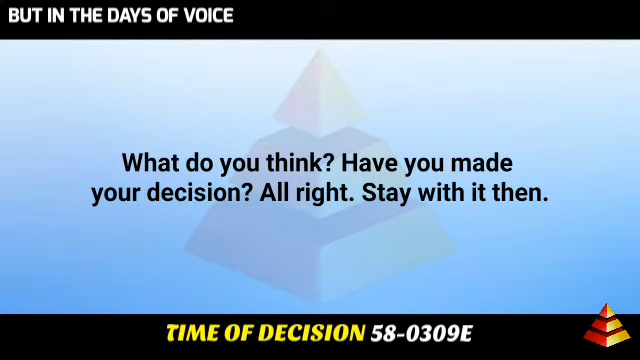 BUT IN THE DAYS OF VOICE
What do you think? Have you made
your decision? All right. Stay with it then.
TIME OF DECISION 58-0309E